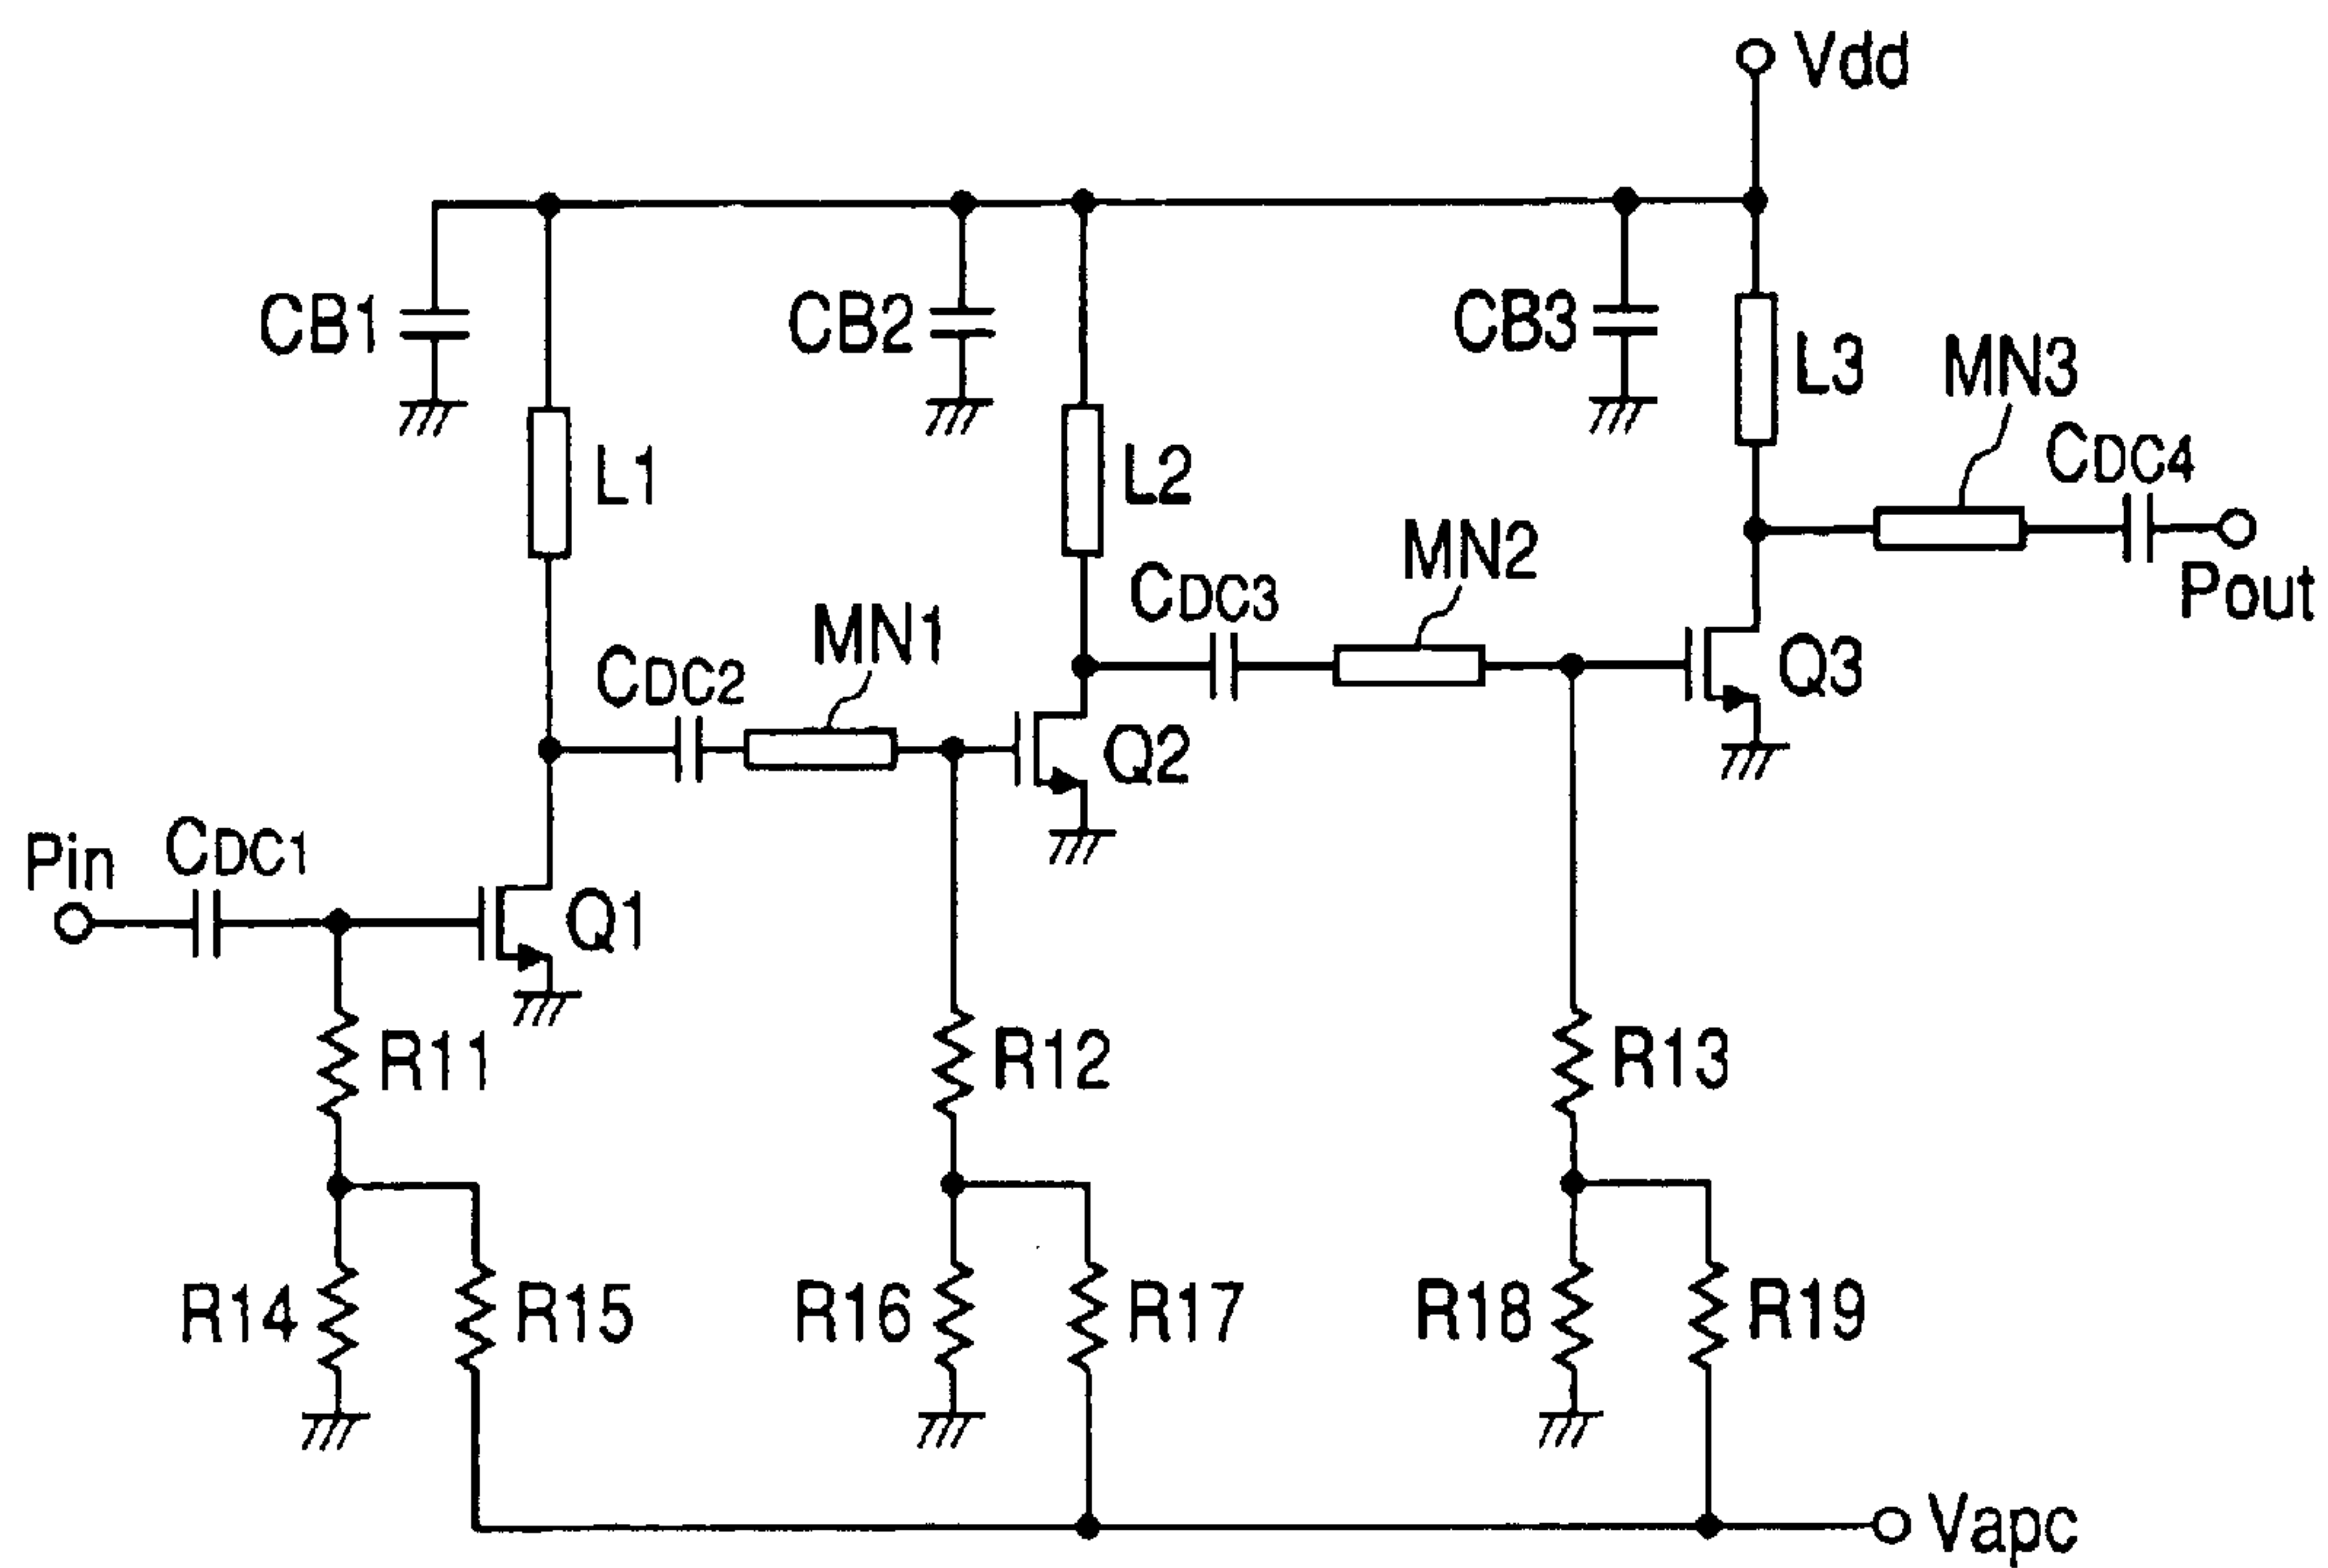 Vdd
CB1
CB2
CB3
L3
MN3
CDC4
L1
L2
MN2
CDC3
Pout
MN1
CDC2
Q3
Q2
Pin
CDC1
Q1
R11
R12
R13
R14
R15
R16
R17
R18
R19
Vapc